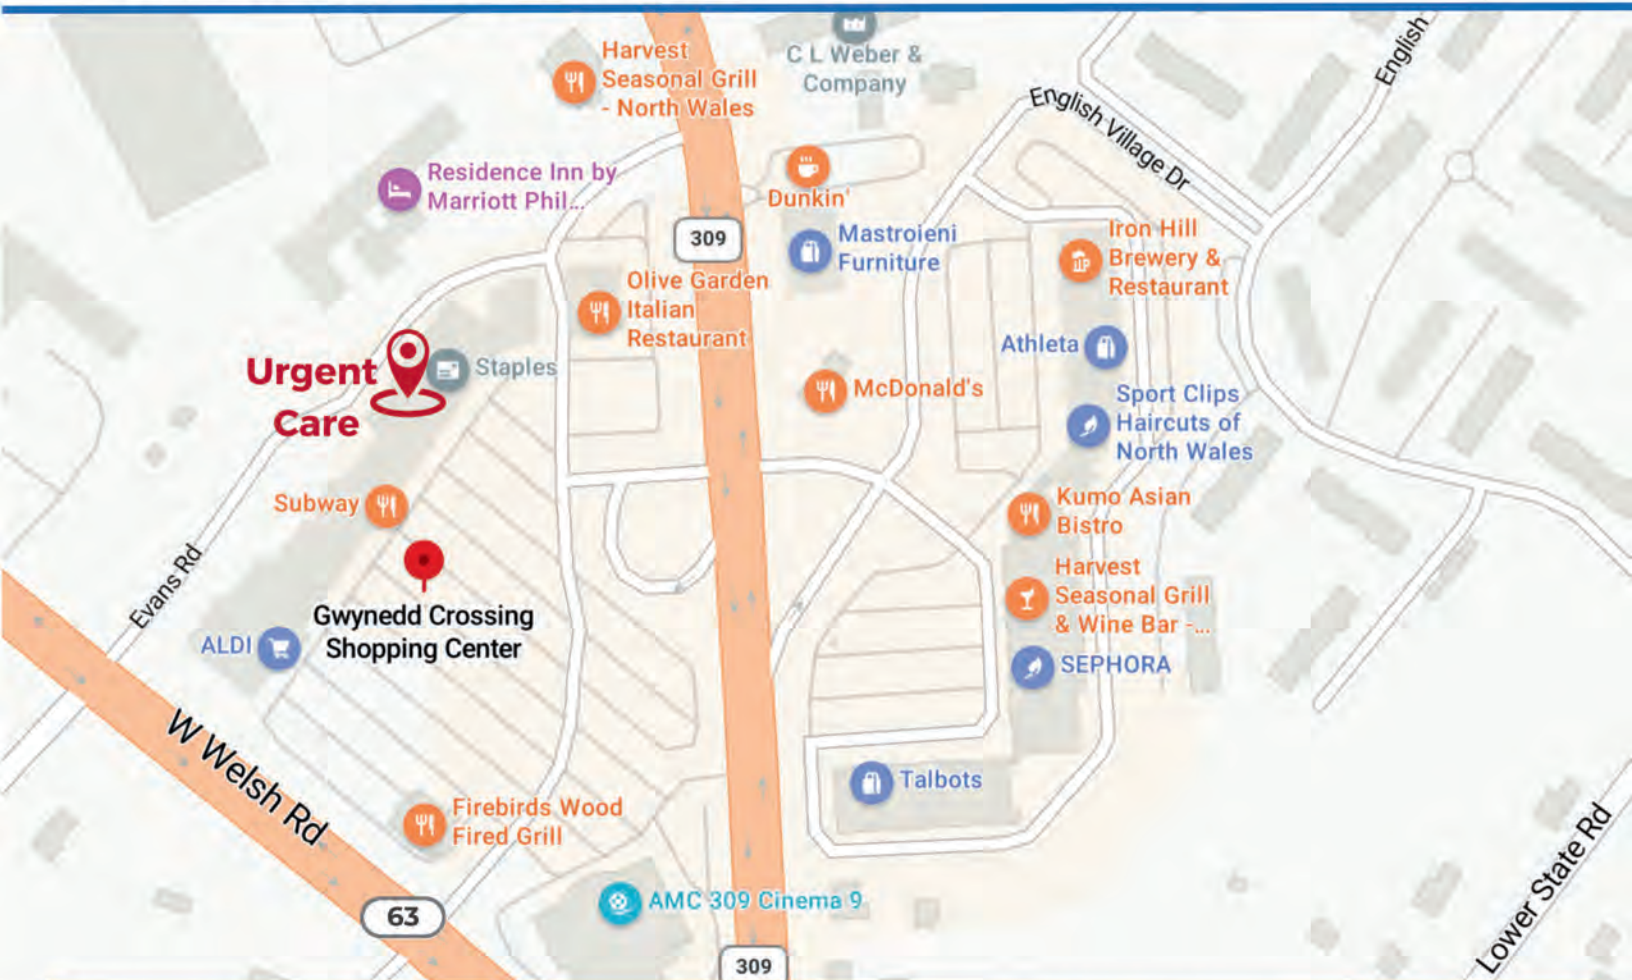 Harvest
Seasonal Grill
- North Wales
C L Weber &
Company
English
English Village Dr
Residence Inn by
Marriott Phil...
Dunkin'
309
Mastroieni
Furniture
Iron Hill
Brewery &
Restaurant
Olive Garden
Italian
Restaurant
Athleta
Urgent
Care
Staples
McDonald's
Sport Clips
Haircuts of
North Wales
Subway
Kumo Asian
Bistro
Evans Rd
Harvest
Seasonal Grill
& Wine Bar -...
Gwynedd Crossing
Shopping Center
ALDI
SEPHORA
W Welsh Rd
Talbots
Firebirds Wood
Fired Grill
Lower State Rd
AMC 309 Cinema 9
63
309